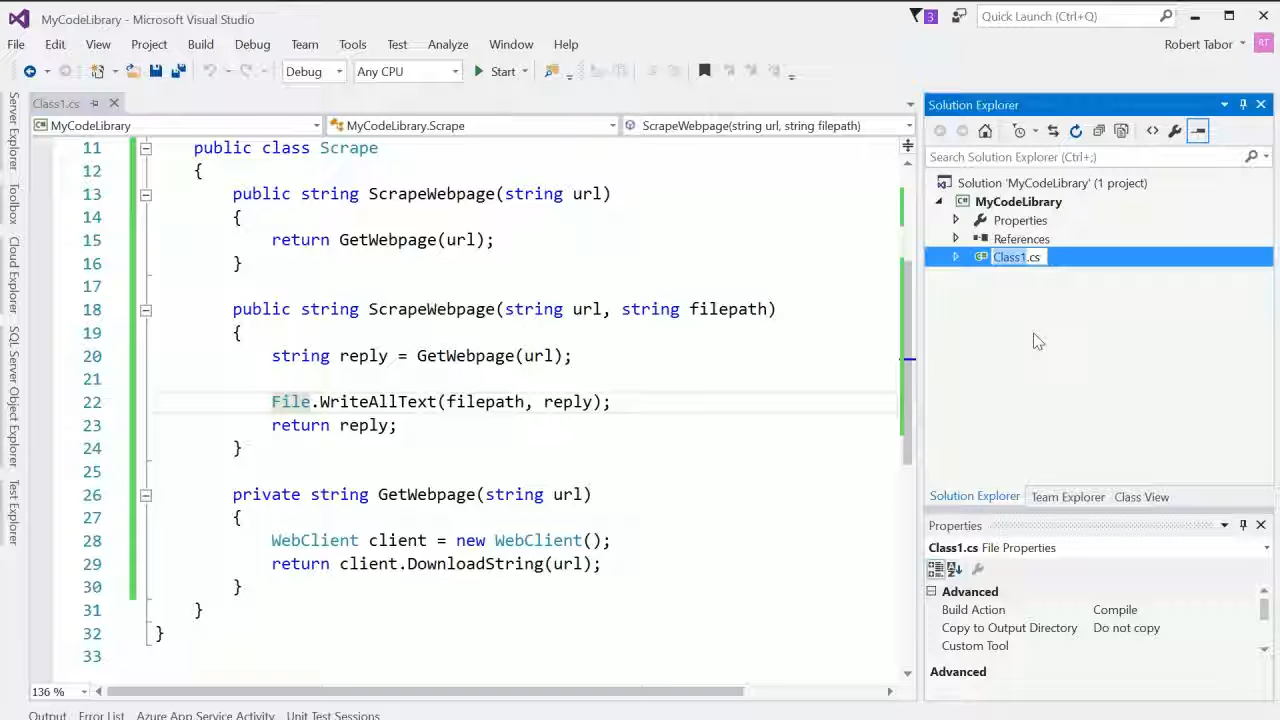 MyCodeLibrary - Microsoft Visual Studio
3
Quick Launch (Ctrl+Q)
File Edit View Project Build Debug Team Tools Test Analyze Window Help
Robert Tabor RT
Debug Any CPU Start
Class1.cs
MyCodeLibrary MyCodeLibrary.Scrape ScrapeWebpage(string url, string filepath)
11 public class Scrape
12 {
13 public string ScrapeWebpage(string url)
14 {
15 return GetWebpage(url);
16 }
17
18 public string ScrapeWebpage(string url, string filepath)
19 {
20 string reply = GetWebpage(url);
21
22 File.WriteAllText(filepath, reply);
23 return reply;
24 }
25
26 private string GetWebpage(string url)
27 {
28 WebClient client = new WebClient();
29 return client.DownloadString(url);
30 }
31 }
32 }
33
136 %
Server Explorer
Toolbox
Cloud Explorer
SQL Server Object Explorer
Test Explorer
Solution Explorer
Search Solution Explorer (Ctrl+;)
Solution 'MyCodeLibrary' (1 project)
MyCodeLibrary
Properties
References
Class1.cs
Solution Explorer Team Explorer Class View
Properties
Class1.cs File Properties
Advanced
Build Action Compile
Copy to Output Directory Do not copy
Custom Tool
Advanced
Output Error List Azure App Service Activity Unit Test Sessions